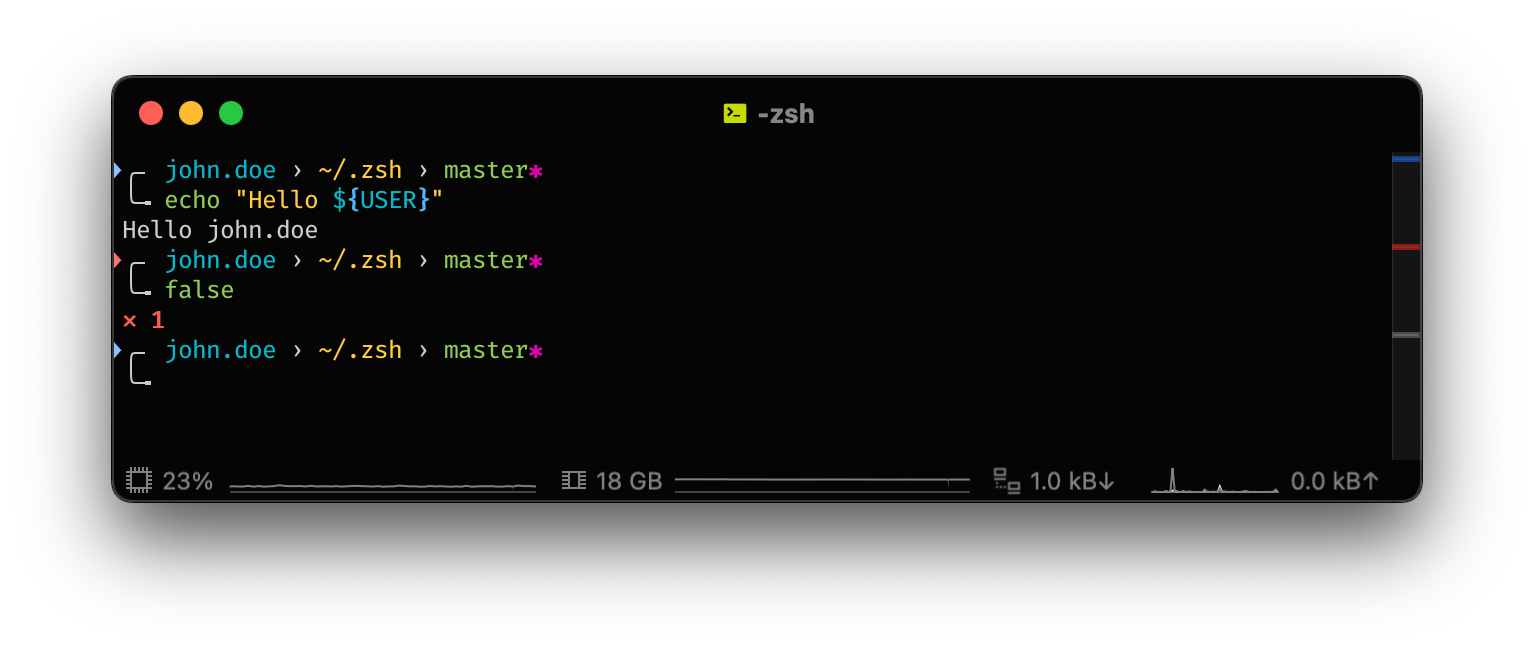 -zsh
john.doe › ~/.zsh › master*
echo "Hello ${USER}"
Hello john.doe
john.doe › ~/.zsh › master*
false
× 1
john.doe › ~/.zsh › master*
23% 18 GB 1.0 kB↓ 0.0 kB↑